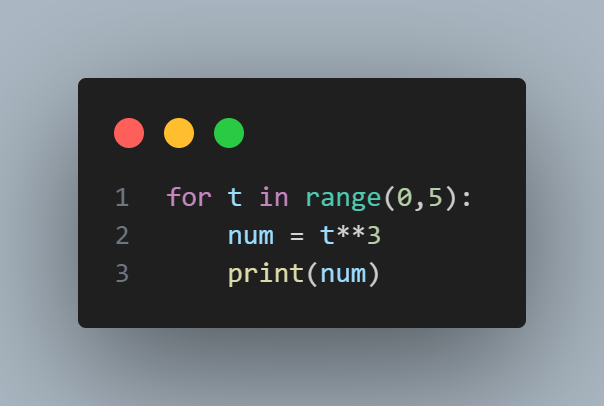 1 for t in range(0,5):
2     num = t**3
3     print(num)